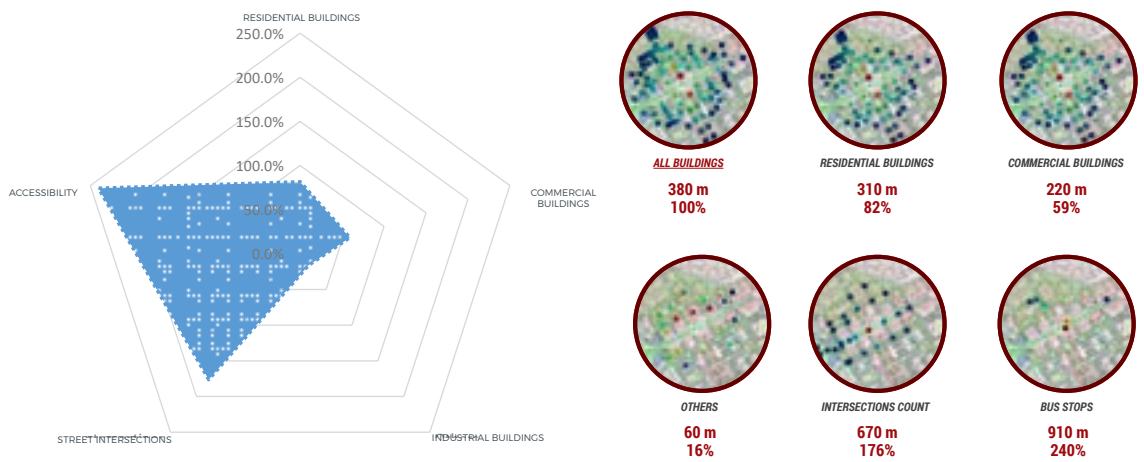 RESIDENTIAL BUILDINGS
250.0%
200.0%
150.0%
100.0%
50.0%
0.0%
ACCESSIBILITY
COMMERCIAL
BUILDINGS
STREET INTERSECTIONS
INDUSTRIAL BUILDINGS
ALL BUILDINGS
380 m
100%
RESIDENTIAL BUILDINGS
310 m
82%
COMMERCIAL BUILDINGS
220 m
59%
OTHERS
60 m
16%
INTERSECTIONS COUNT
670 m
176%
BUS STOPS
910 m
240%